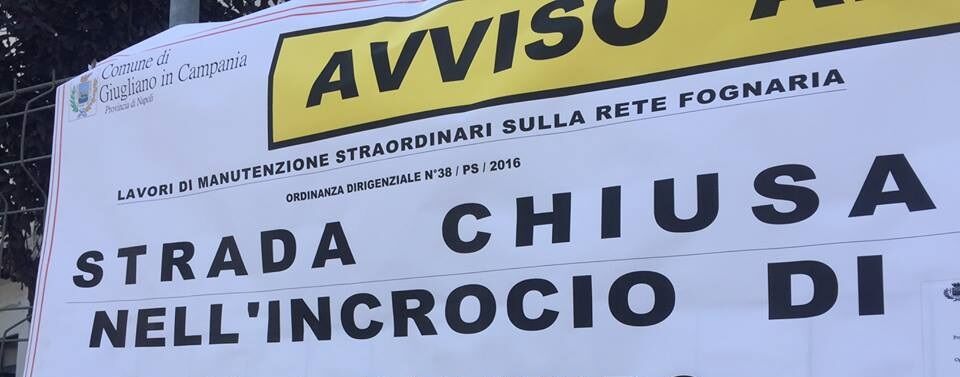 Comune di
Giugliano in Campania
Provincia di Napoli
AVVISO
LAVORI DI MANUTENZIONE STRAORDINARI SULLA RETE FOGNARIA
ORDINANZA DIRIGENZIALE N°38 / PS / 2016
STRADA CHIUSA
NELL'INCROCIO DI